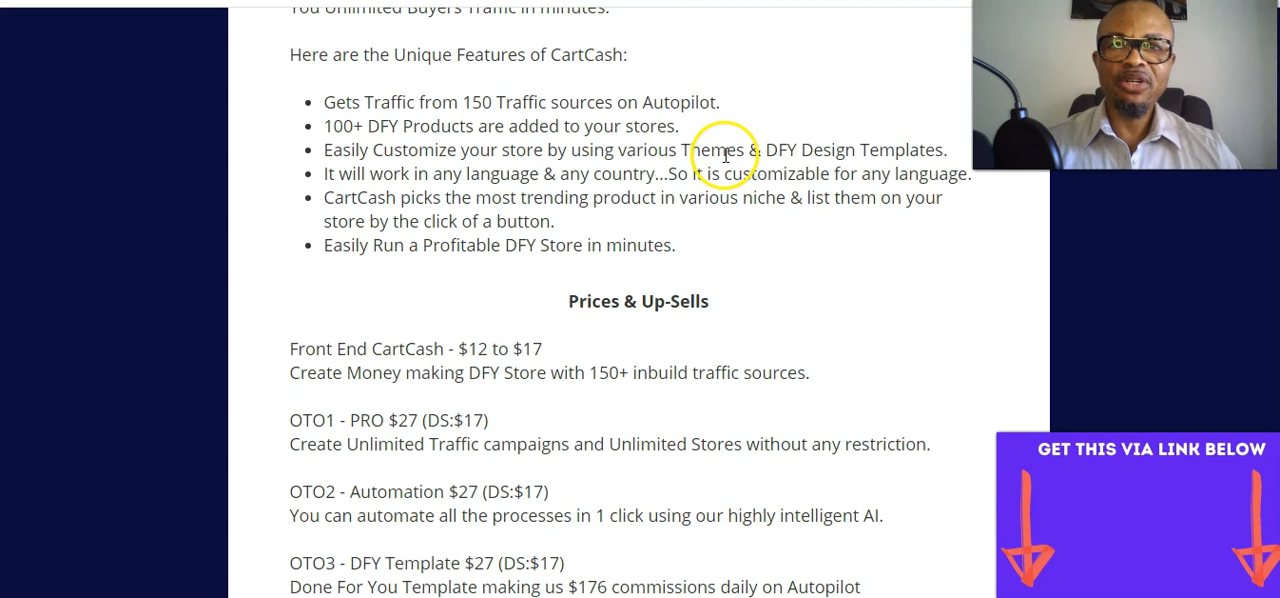 You Unlimited Buyers Traffic in minutes.
Here are the Unique Features of CartCash:
Gets Traffic from 150 Traffic sources on Autopilot.
100+ DFY Products are added to your stores.
Easily Customize your store by using various Themes & DFY Design Templates.
It will work in any language & any country...So it is customizable for any language.
CartCash picks the most trending product in various niche & list them on your
store by the click of a button.
Easily Run a Profitable DFY Store in minutes.
Prices & Up-Sells
Front End CartCash - $12 to $17
Create Money making DFY Store with 150+ inbuild traffic sources.
OTO1 - PRO $27 (DS:$17)
Create Unlimited Traffic campaigns and Unlimited Stores without any restriction.
OTO2 - Automation $27 (DS:$17)
You can automate all the processes in 1 click using our highly intelligent AI.
OTO3 - DFY Template $27 (DS:$17)
Done For You Template making us $176 commissions daily on Autopilot
GET THIS VIA LINK BELOW